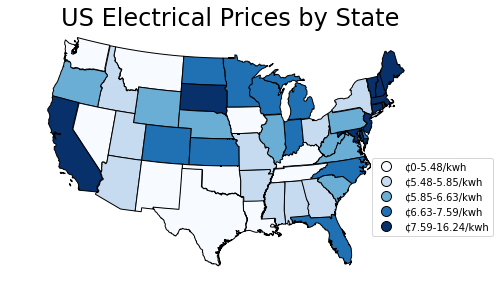 US Electrical Prices by State
¢0-5.48/kwh
¢5.48-5.85/kwh
¢5.85-6.63/kwh
¢6.63-7.59/kwh
¢7.59-16.24/kwh